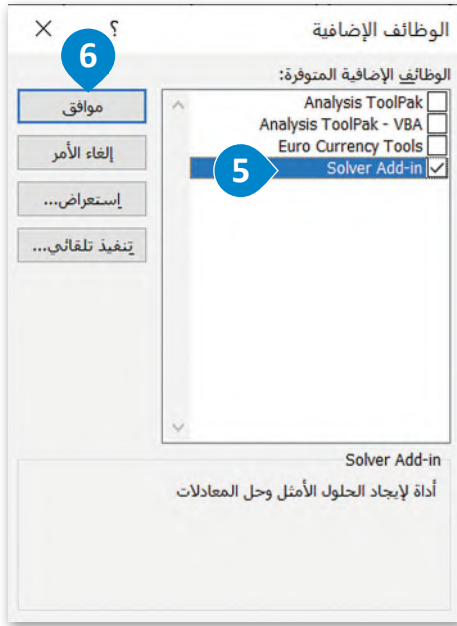 الوظائف الإضافية
؟
×
الوظائف الإضافية المتوفرة:
Analysis ToolPak
Analysis ToolPak - VBA
Euro Currency Tools
Solver Add-in
5
6
موافق
إلغاء الأمر
إستعراض...
تنفيذ تلقائي...
Solver Add-in
أداة لإيجاد الحلول الأمثل وحل المعادلات